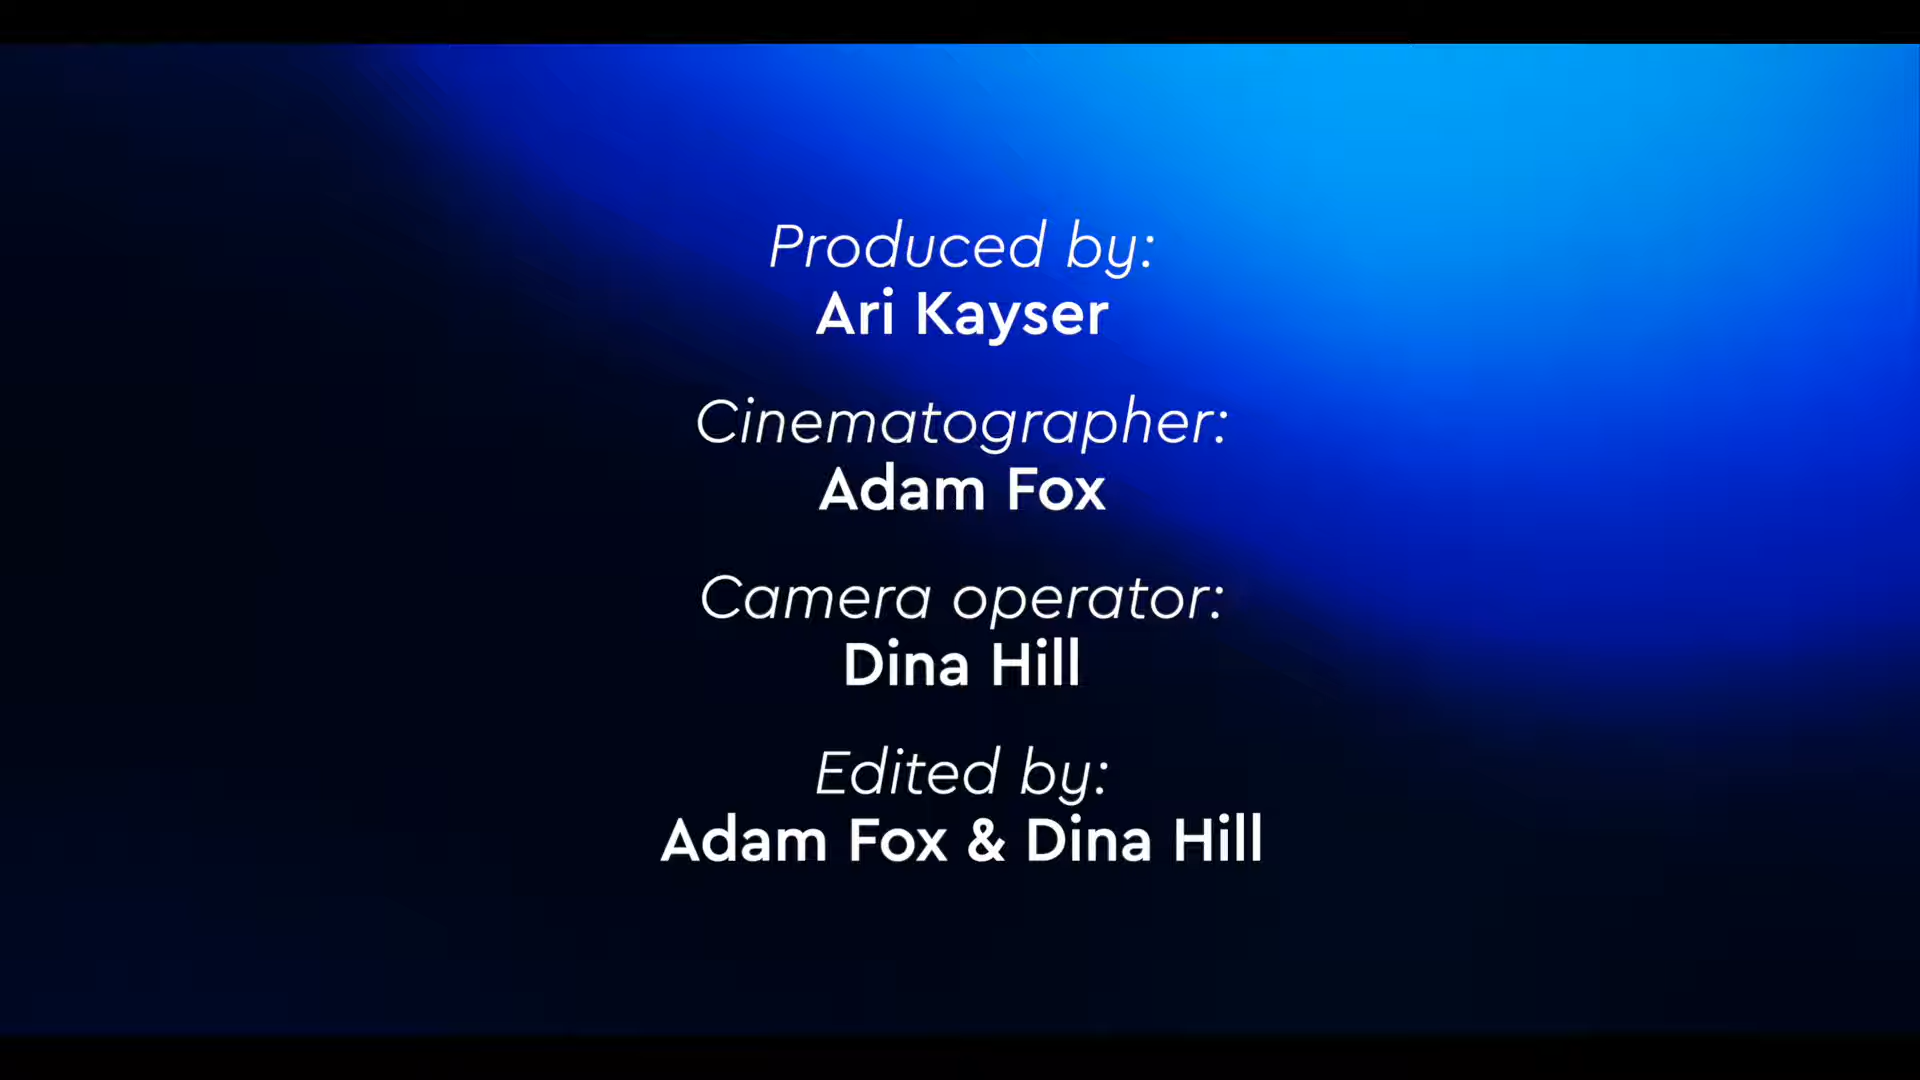 Produced by:
Ari Kayser
Cinematographer:
Adam Fox
Camera operator:
Dina Hill
Edited by:
Adam Fox & Dina Hill